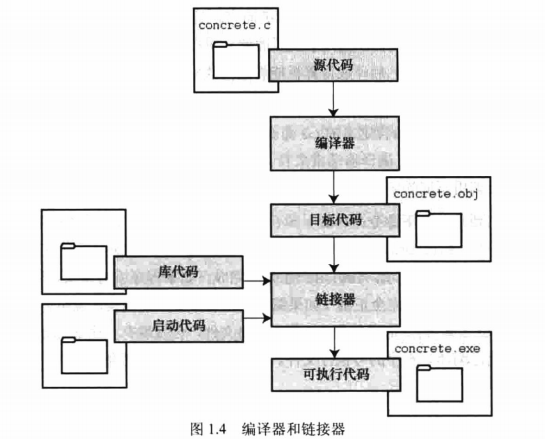 concrete.c
源代码
编译器
concrete.obj
目标代码
库代码
链接器
启动代码
concrete.exe
可执行代码
图 1.4 编译器和链接器